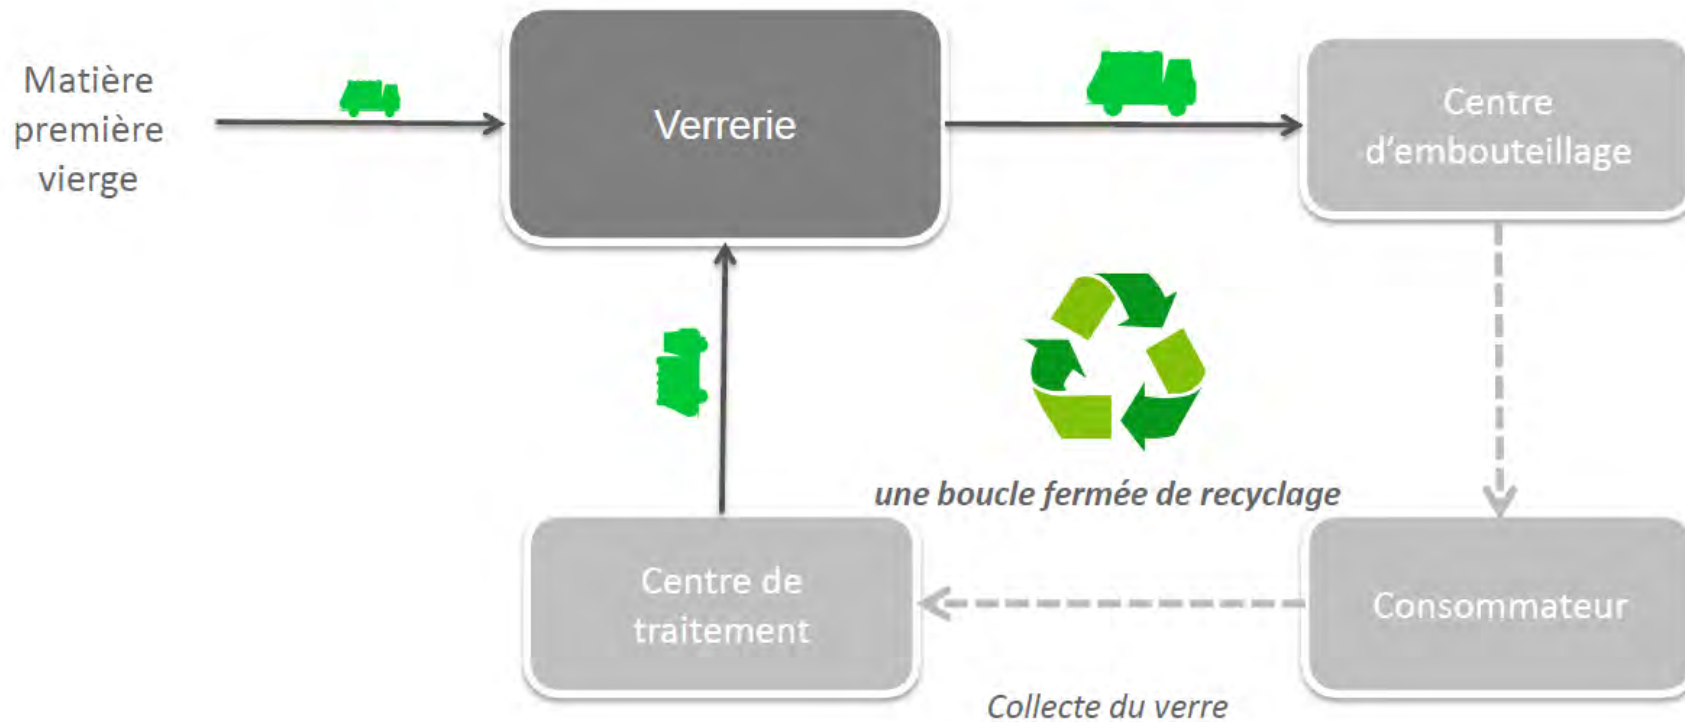 Matière
première
vierge
Verrerie
Centre
d'embouteillage
une boucle fermée de recyclage
Centre de
traitement
Consommateur
Collecte du verre